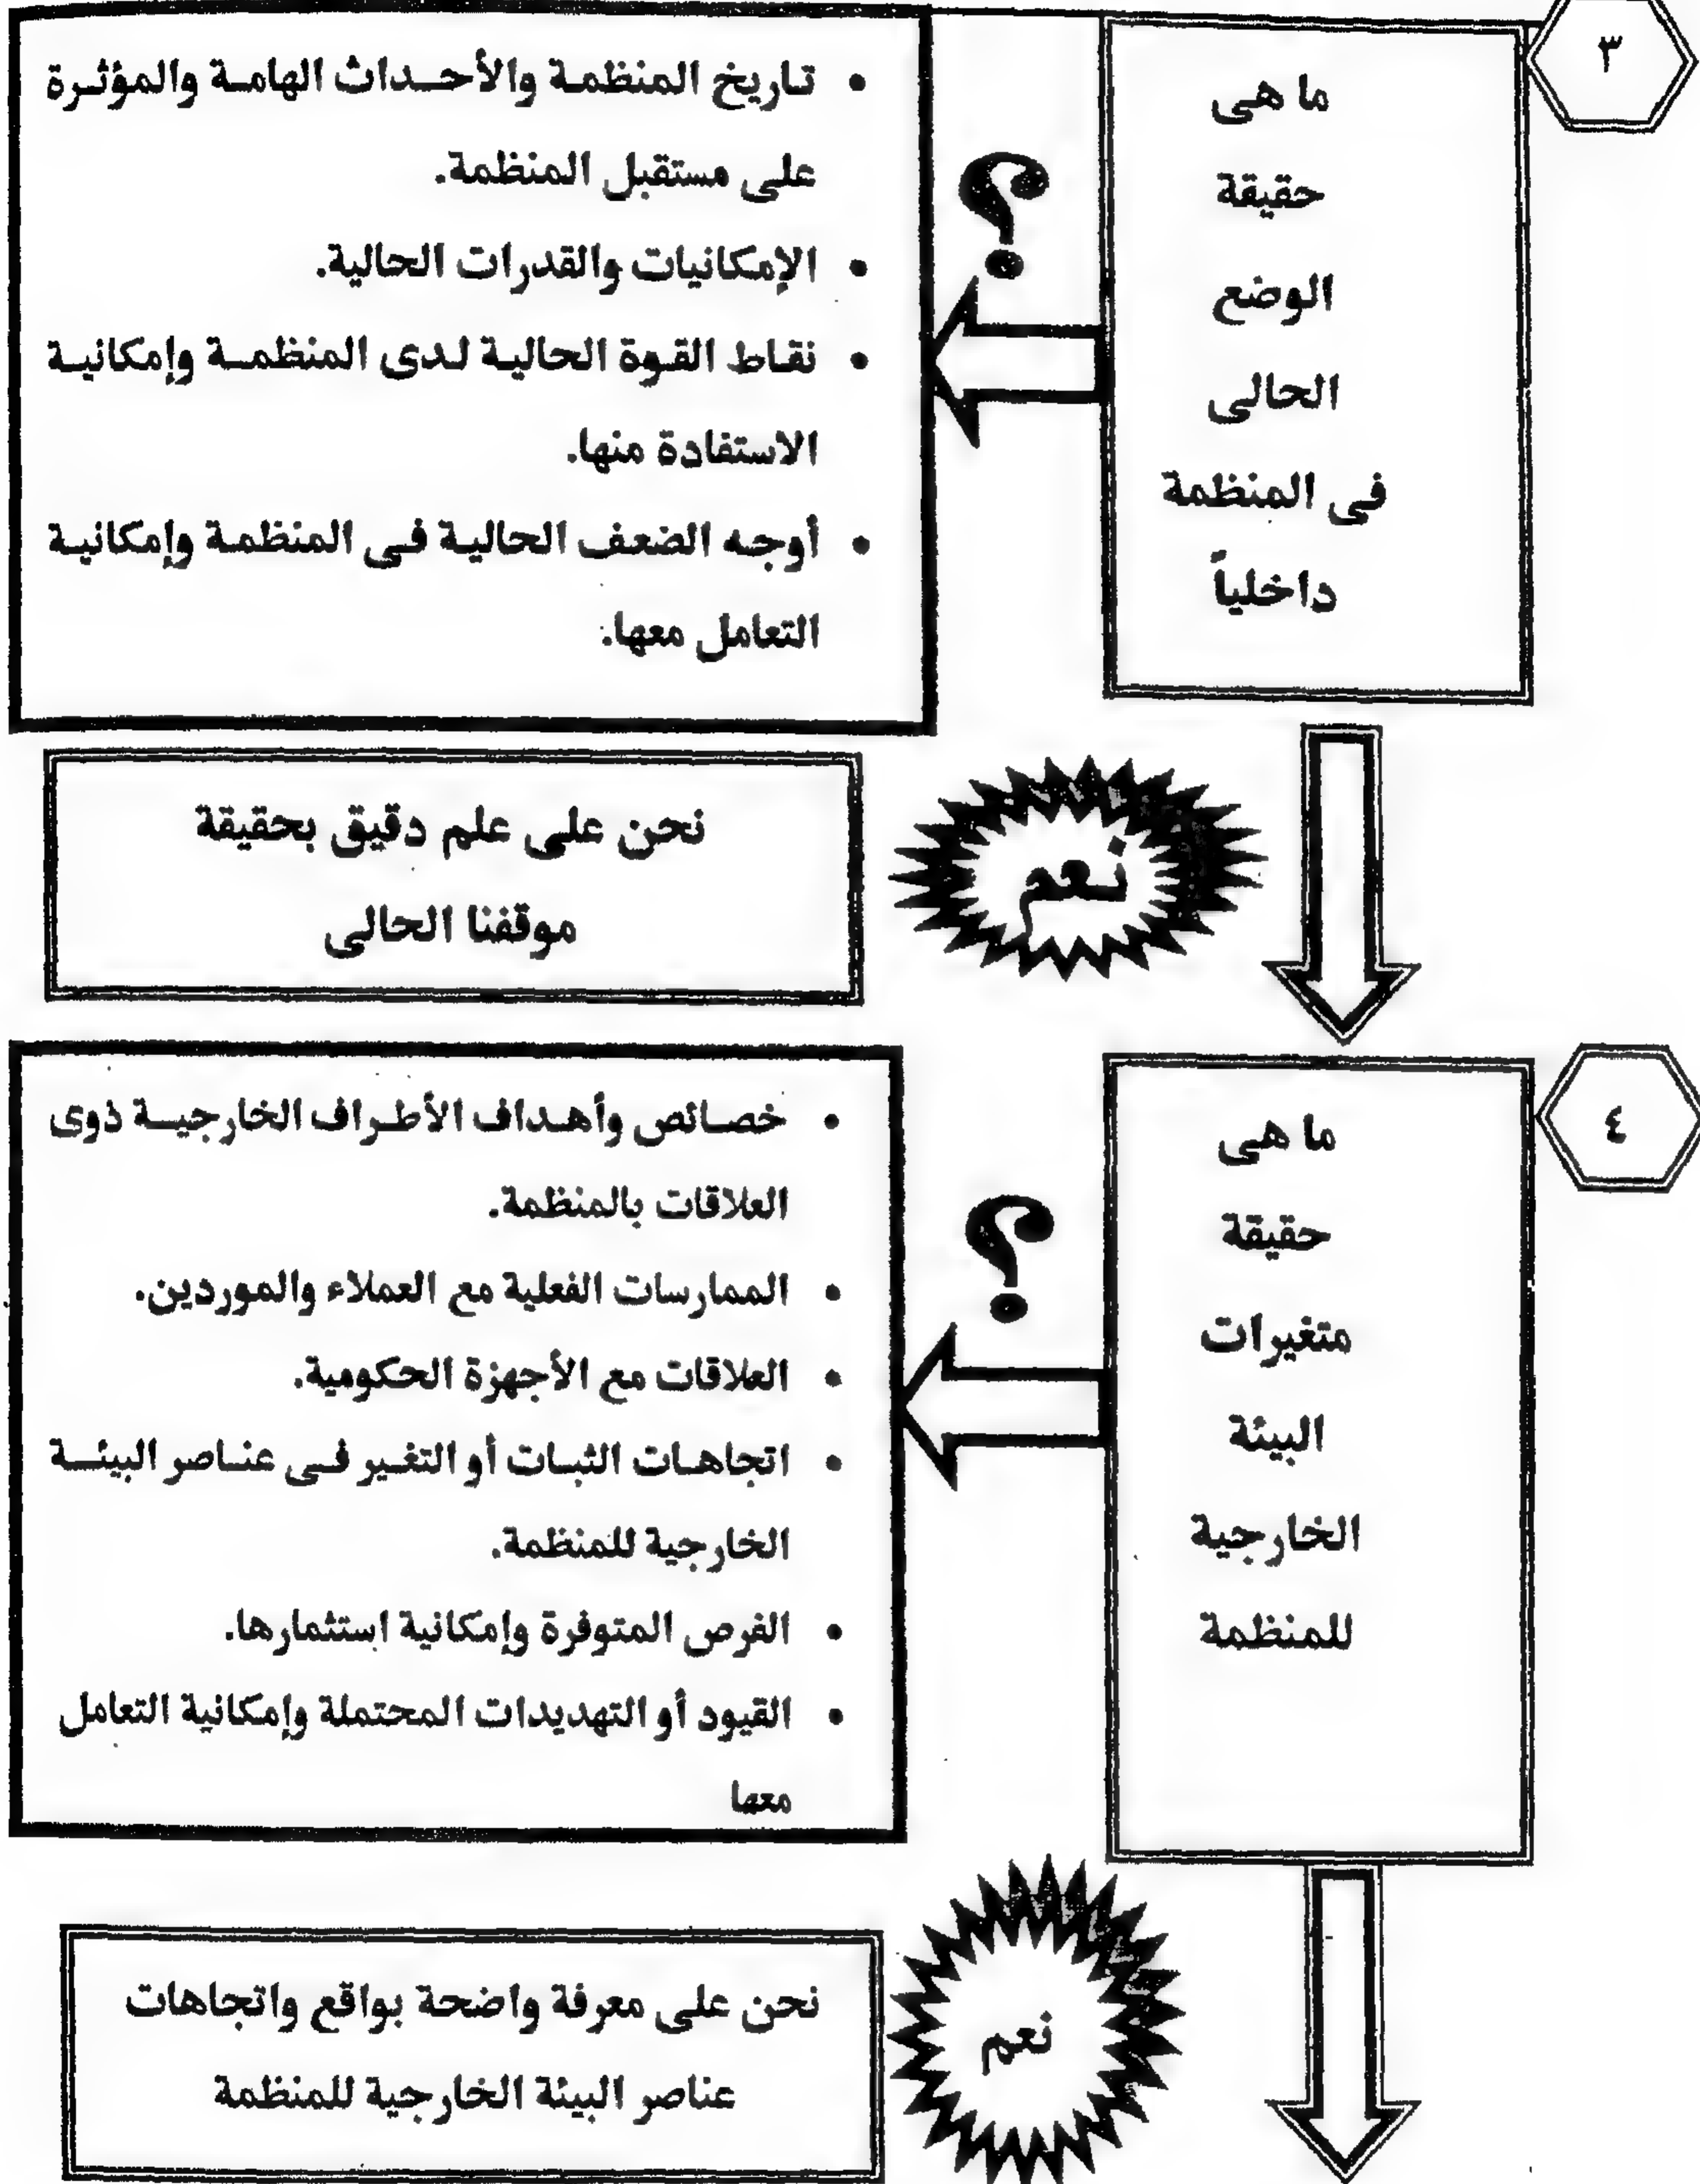 ٣
ما هى
حقيقة
الوضع
الحالى
فى المنظمة
داخلياً
؟
• تاريخ المنظمة والأحداث الهامة والمؤثرة
على مستقبل المنظمة.
• الإمكانيات والقدرات الحالية.
• نقاط القوة الحالية لدى المنظمة وإمكانية
الاستفادة منها.
• أوجه الضعف الحالية فى المنظمة وإمكانية
التعامل معها.
نعم
نحن على علم دقيق بحقيقة
موقفنا الحالى
٤
ما هى
حقيقة
متغيرات
البيئة
الخارجية
للمنظمة
؟
• خصائص وأهداف الأطراف الخارجية ذوى
العلاقات بالمنظمة.
• الممارسات الفعلية مع العملاء والموردين.
• العلاقات مع الأجهزة الحكومية.
• اتجاهات الثبات أو التغير فى عناصر البيئة
الخارجية للمنظمة.
• الفرص المتوفرة وإمكانية استثمارها.
• القيود أو التهديدات المحتملة وإمكانية التعامل
معها
نعم
نحن على معرفة واضحة بواقع واتجاهات
عناصر البيئة الخارجية للمنظمة